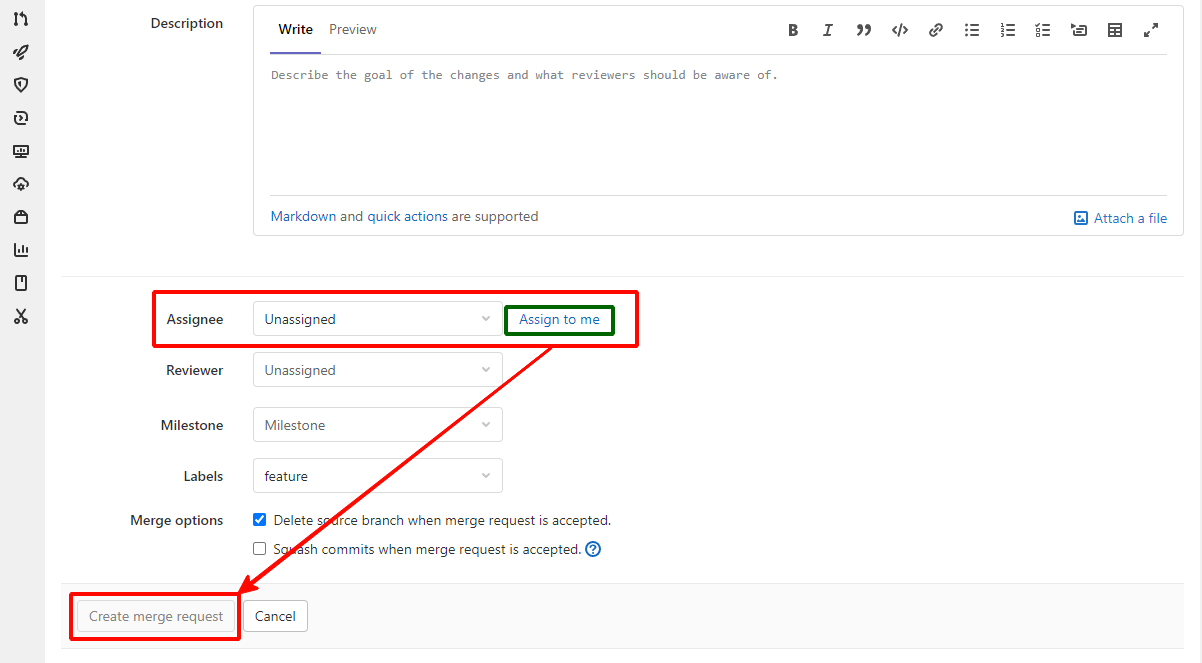 Description
Write Preview
Describe the goal of the changes and what reviewers should be aware of.
Markdown and quick actions are supported
Attach a file
Assignee Unassigned Assign to me
Reviewer Unassigned
Milestone Milestone
Labels feature
Merge options Delete source branch when merge request is accepted.
Squash commits when merge request is accepted.
Create merge request Cancel